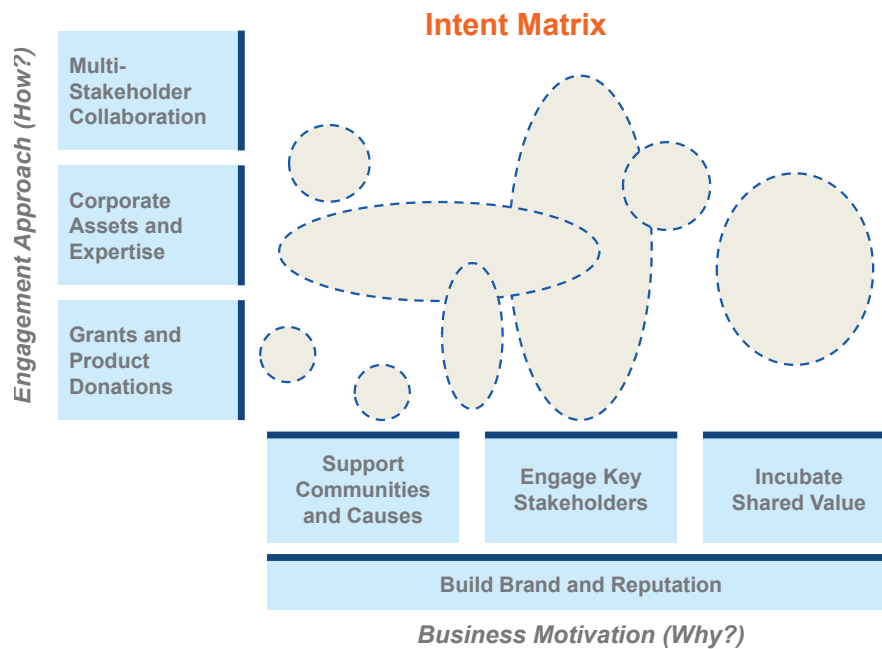 Intent Matrix
Engagement Approach (How?)
Multi-
Stakeholder
Collaboration
Corporate
Assets and
Expertise
Grants and
Product
Donations
Support
Communities
and Causes
Engage Key
Stakeholders
Incubate
Shared Value
Build Brand and Reputation
Business Motivation (Why?)